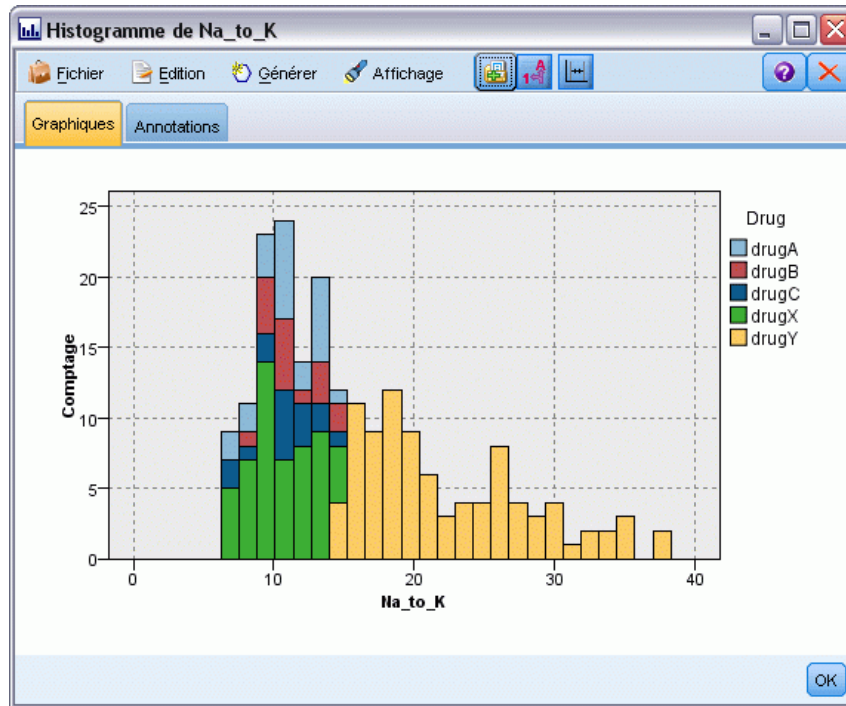 Histogramme de Na_to_K
Fichier Edition Générer Affichage
Graphiques Annotations
Drug
drugA
drugB
drugC
drugX
drugY
Comptage
25
20
15
10
5
0
0 10 20 30 40
Na_to_K
OK